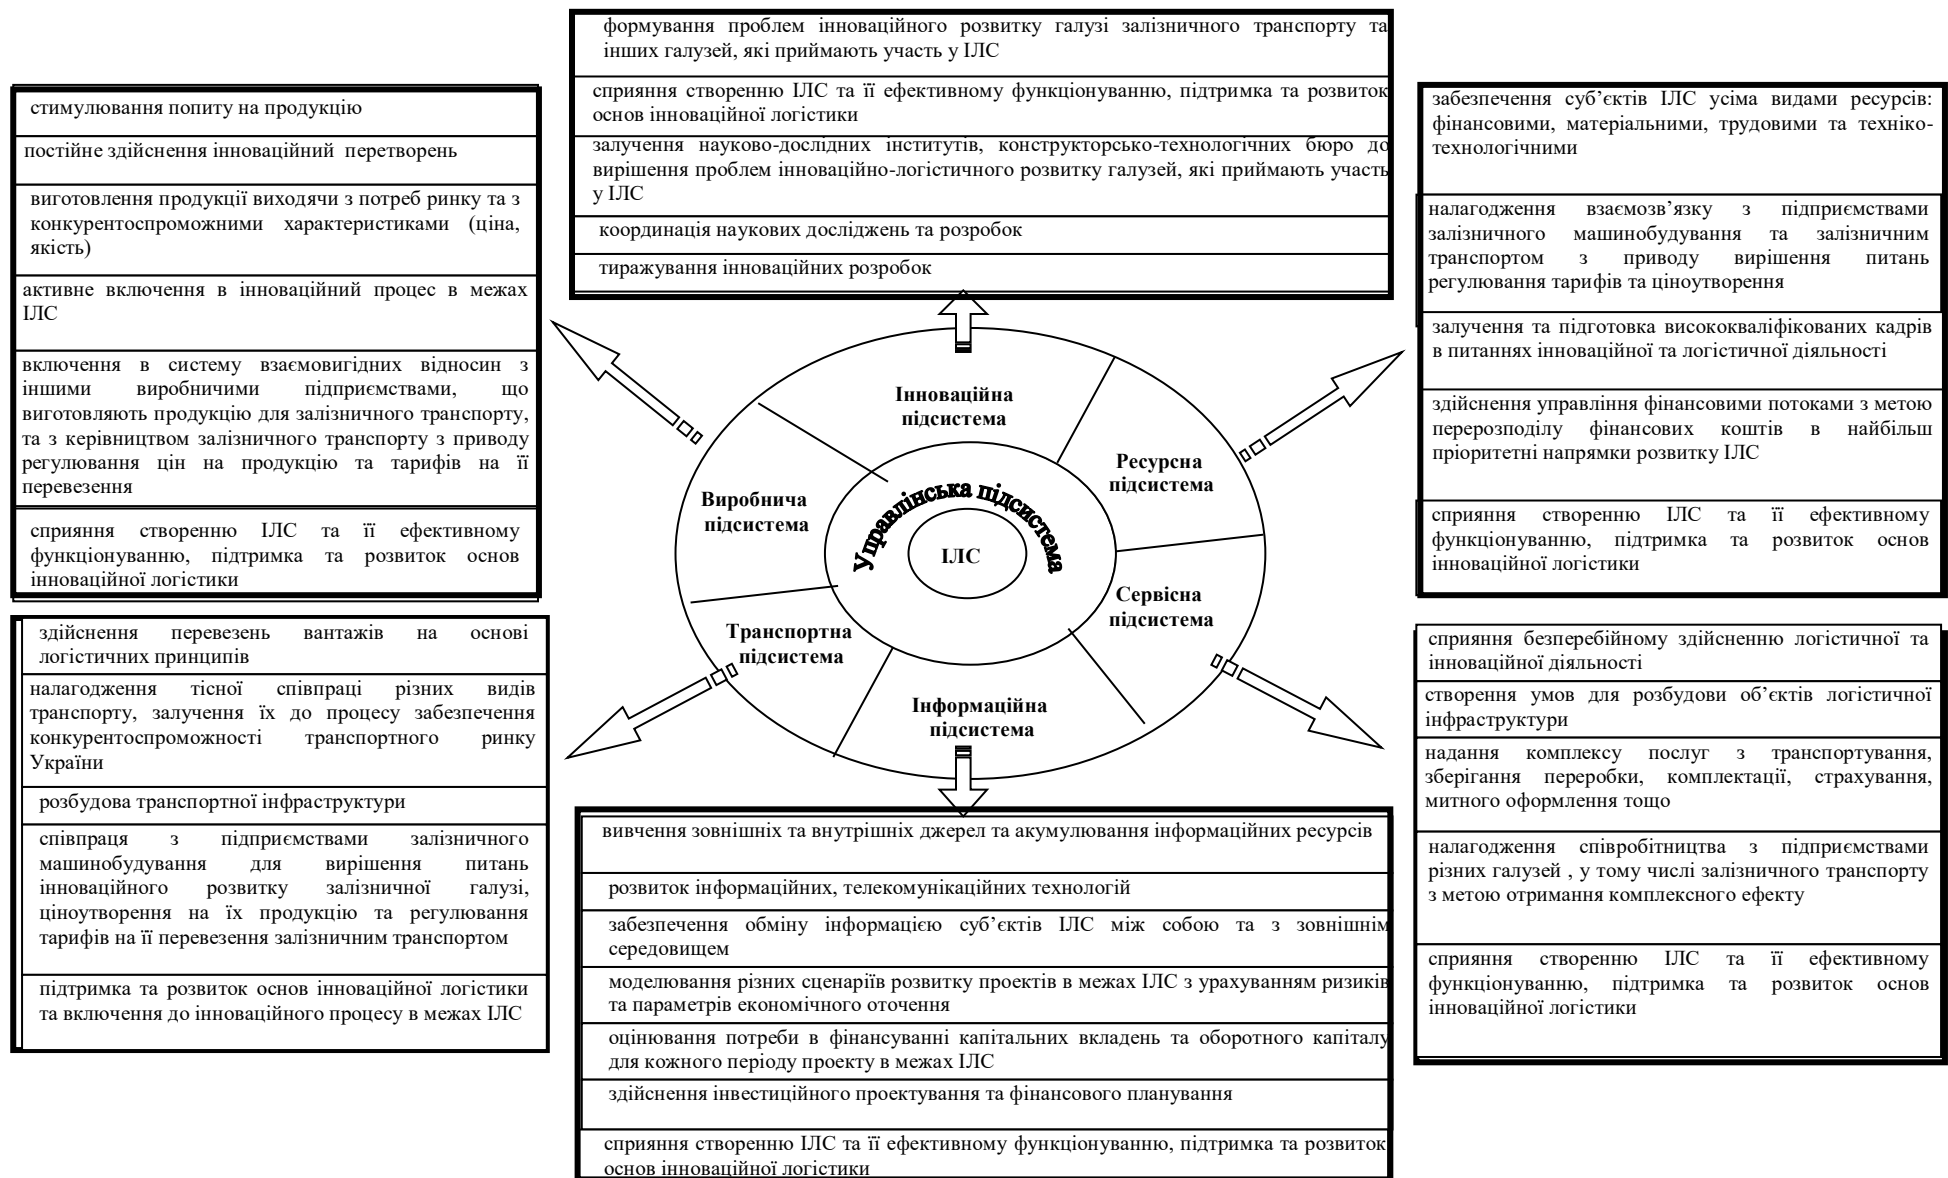 формування проблем інноваційного розвитку галузі залізничного транспорту та
інших галузей, які приймають участь у ІЛС
сприяння створенню ІЛС та її ефективному функціонуванню, підтримка та розвиток
основ інноваційної логістики
залучення науково-дослідних інститутів, конструкторсько-технологічних бюро до
вирішення проблем інноваційно-логістичного розвитку галузей, які приймають участь
у ІЛС
координація наукових досліджень та розробок
тиражування інноваційних розробок
стимулювання попиту на продукцію
постійне здійснення інноваційний перетворень
виготовлення продукції виходячи з потреб ринку та з
конкурентоспроможними характеристиками (ціна,
якість)
активне включення в інноваційний процес в межах
ІЛС
включення в систему взаємовигідних відносин з
іншими виробничими підприємствами, що
виготовляють продукцію для залізничного транспорту,
та з керівництвом залізничного транспорту з приводу
регулювання цін на продукцію та тарифів на її
перевезення
сприяння створенню ІЛС та її ефективному
функціонуванню, підтримка та розвиток основ
інноваційної логістики
забезпечення суб’єктів ІЛС усіма видами ресурсів:
фінансовими, матеріальними, трудовими та техніко-
технологічними
налагодження взаємозв’язку з підприємствами
залізничного машинобудування та залізничним
транспортом з приводу вирішення питань
регулювання тарифів та ціноутворення
залучення та підготовка висококваліфікованих кадрів
в питаннях інноваційної та логістичної діяльності
здійснення управління фінансовими потоками з метою
перерозподілу фінансових коштів в найбільш
пріоритетні напрямки розвитку ІЛС
сприяння створенню ІЛС та її ефективному
функціонуванню, підтримка та розвиток основ
інноваційної логістики
Інноваційна
підсистема
Ресурсна
підсистема
Виробнича
підсистема
Управлінська підсистема
ІЛС
Сервісна
підсистема
Транспортна
підсистема
Інформаційна
підсистема
здійснення перевезень вантажів на основі
логістичних принципів
налагодження тісної співпраці різних видів
транспорту, залучення їх до процесу забезпечення
конкурентоспроможності транспортного ринку
України
розбудова транспортної інфраструктури
співпраця з підприємствами залізничного
машинобудування для вирішення питань
інноваційного розвитку залізничної галузі,
ціноутворення на їх продукцію та регулювання
тарифів на її перевезення залізничним транспортом
підтримка та розвиток основ інноваційної логістики
та включення до інноваційного процесу в межах ІЛС
сприяння безперебійному здійсненню логістичної та
інноваційної діяльності
створення умов для розбудови об’єктів логістичної
інфраструктури
надання комплексу послуг з транспортування,
зберігання переробки, комплектації, страхування,
митного оформлення тощо
налагодження співробітництва з підприємствами
різних галузей , у тому числі залізничного транспорту
з метою отримання комплексного ефекту
сприяння створенню ІЛС та її ефективному
функціонуванню, підтримка та розвиток основ
інноваційної логістики
вивчення зовнішніх та внутрішніх джерел та акумулювання інформаційних ресурсів
розвиток інформаційних, телекомунікаційних технологій
забезпечення обміну інформацією суб’єктів ІЛС між собою та з зовнішнім
середовищем
моделювання різних сценаріїв розвитку проектів в межах ІЛС з урахуванням ризиків
та параметрів економічного оточення
оцінювання потреби в фінансуванні капітальних вкладень та оборотного капіталу
для кожного періоду проекту в межах ІЛС
здійснення інвестиційного проектування та фінансового планування
сприяння створенню ІЛС та її ефективному функціонуванню, підтримка та розвиток
основ інноваційної логістики